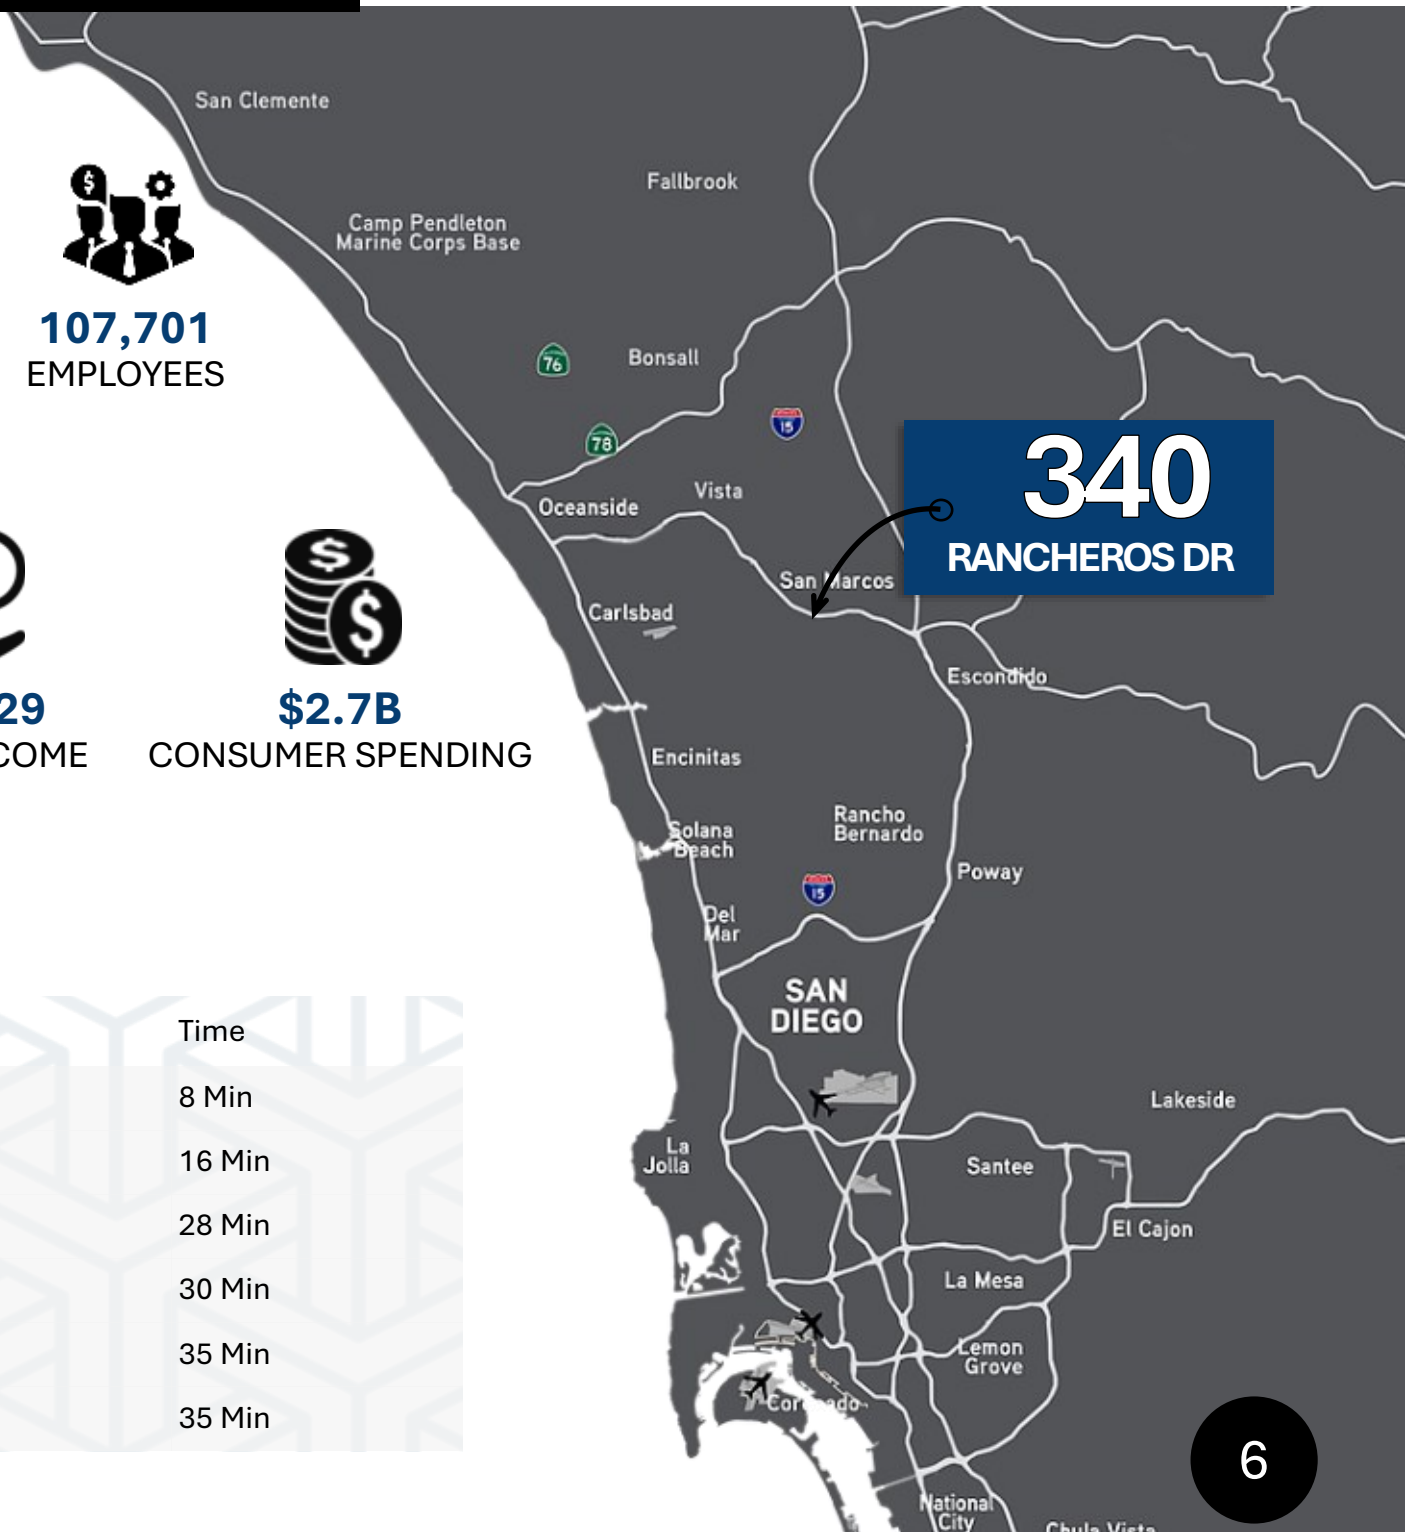 107,701
EMPLOYEES
29
COME
$2.7B
CONSUMER SPENDING
Time
8 Min
16 Min
28 Min
30 Min
35 Min
35 Min
San Clemente
Fallbrook
Camp Pendleton
Marine Corps Base
76
Bonsall
78
15
340
RANCHEROS DR
Vista
Oceanside
San Marcos
Carlsbad
Escondido
Encinitas
Rancho
Bernardo
Solana
Beach
Poway
15
Del
Mar
SAN
DIEGO
Lakeside
La
Jolla
Santee
El Cajon
La Mesa
Lemon
Grove
Coronado
National
City
Chula Vista
6